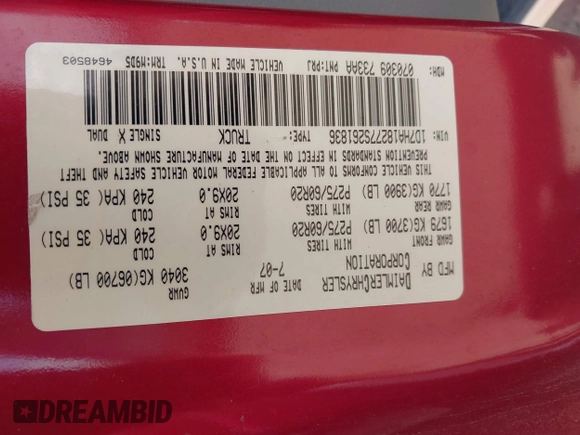 MFD BY
DAIMLERCHRYSLER
CORPORATION
DATE OF MFR
7-07
GVWR
3040 KG(06700 LB)
GAWR FRONT
1679 KG(3700 LB)
WITH TIRES
P275/60R20
RIMS AT
20X9.0
COLD
240 KPA(35 PSI)
GAWR REAR
1770 KG(3900 LB)
WITH TIRES
P275/60R20
RIMS AT
20X9.0
COLD
240 KPA(35 PSI)
THIS VEHICLE CONFORMS TO ALL APPLICABLE FEDERAL MOTOR VEHICLE SAFETY AND THEFT
PREVENTION STANDARDS IN EFFECT ON THE DATE OF MANUFACTURE SHOWN ABOVE.
VIN: 1D7HA18277S261836 TYPE: TRUCK SINGLE X DUAL
MDH: 070309 733AA PNT:PRJ VEHICLE MADE IN U.S.A. TRM:M9D5 4648503
DREAMBID